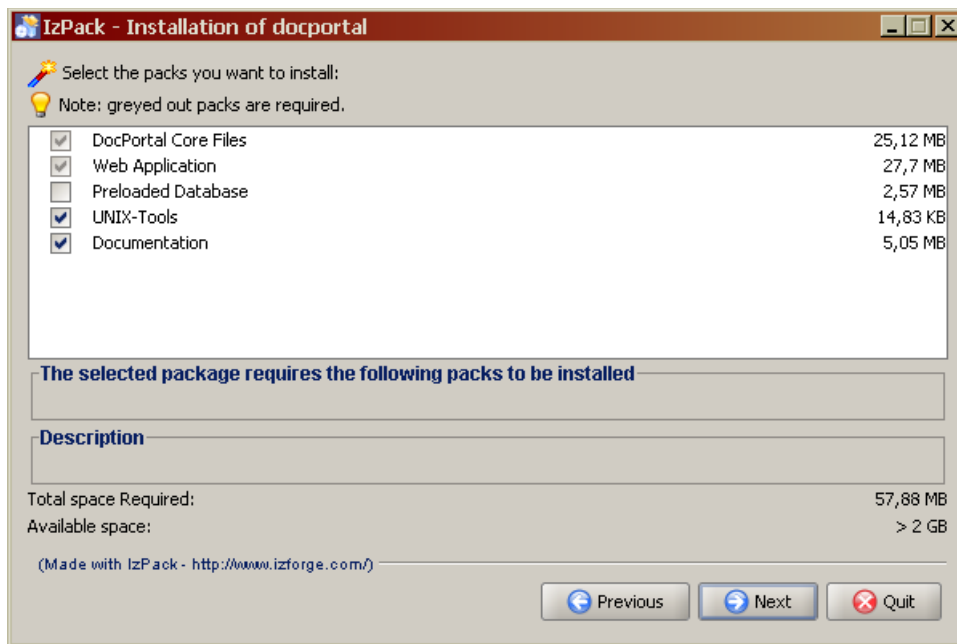 IzPack - Installation of docportal
Select the packs you want to install:
Note: greyed out packs are required.
DocPortal Core Files 25,12 MB
Web Application 27,7 MB
Preloaded Database 2,57 MB
UNIX-Tools 14,83 KB
Documentation 5,05 MB
The selected package requires the following packs to be installed
Description
Total space Required: 57,88 MB
Available space: > 2 GB
(Made with IzPack - http://www.izforge.com/)
Previous Next Quit